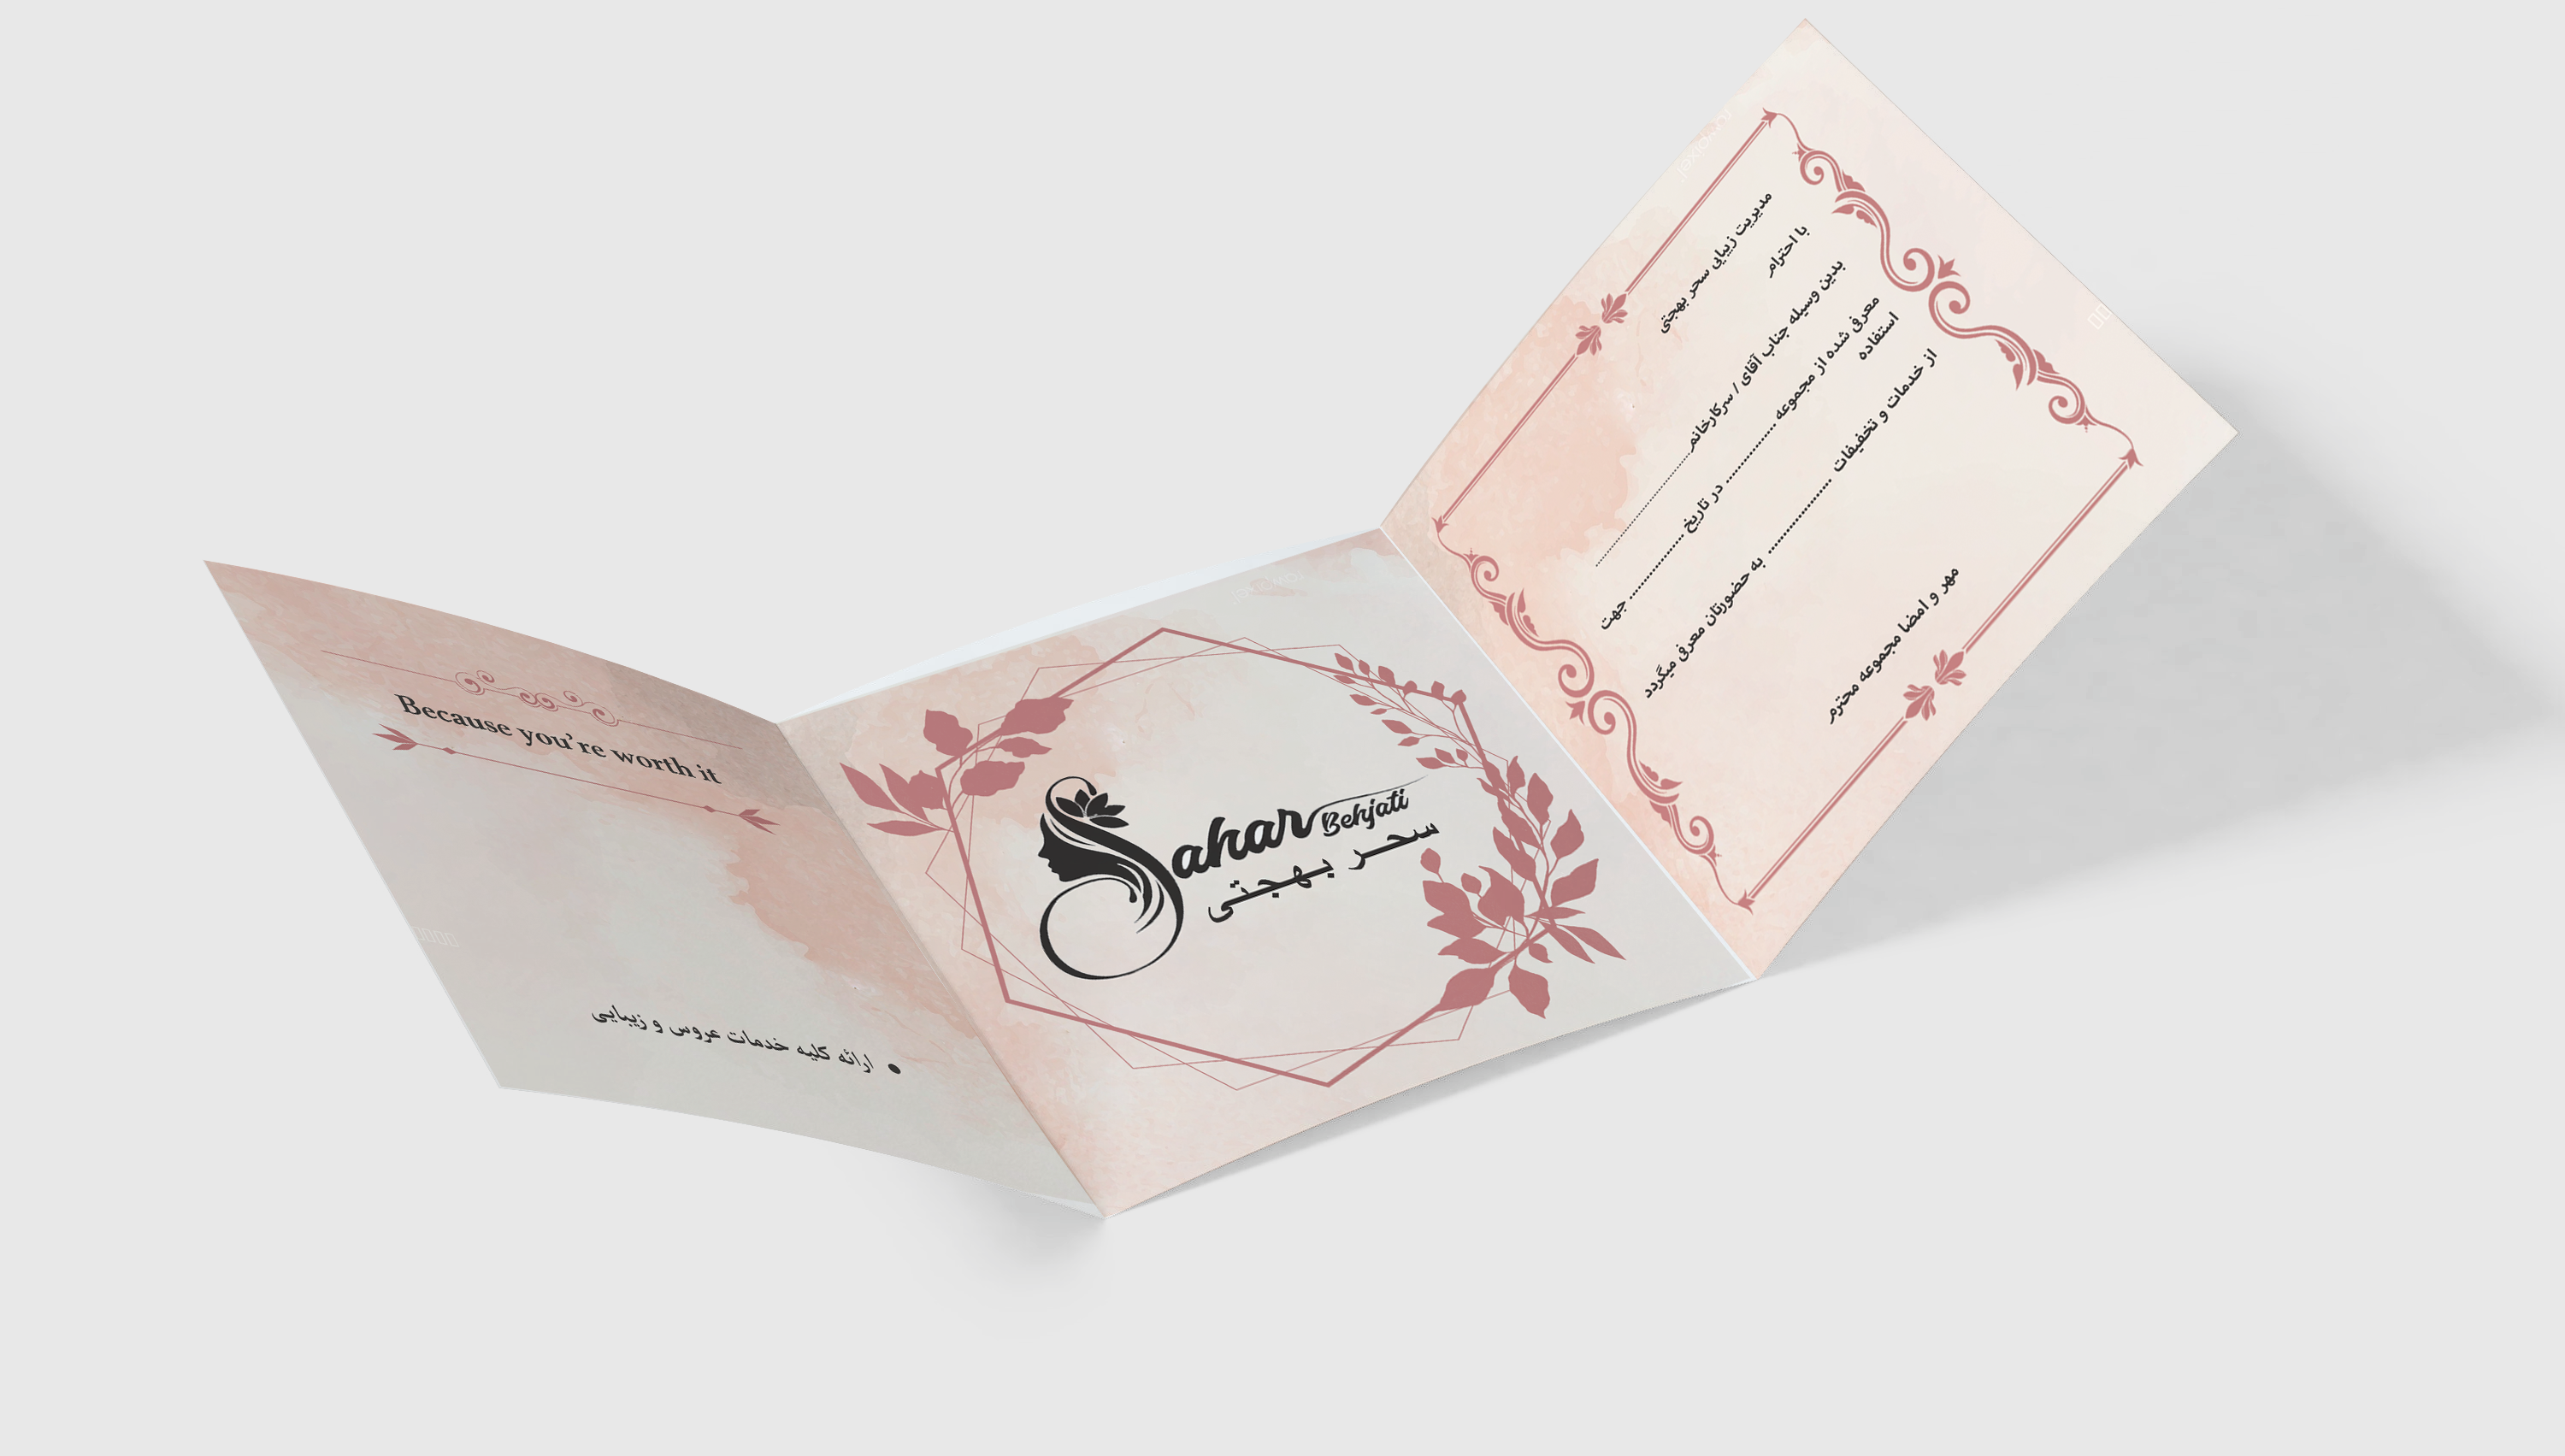 Because you're worth it
ارائه کلیه خدمات عروس و زیبایی
Sahar Behjati
سحر بهجتی
مدیریت زیبایی سحر بهجتی
با احترام
بدین وسیله جناب آقای / سرکارخانم ........................
معرفی شده از مجموعه ............ در تاریخ ............ جهت
استفاده
از خدمات و تخفیفات ............ به حضورتان معرفی میگردد
مهر و امضا مجموعه محترم